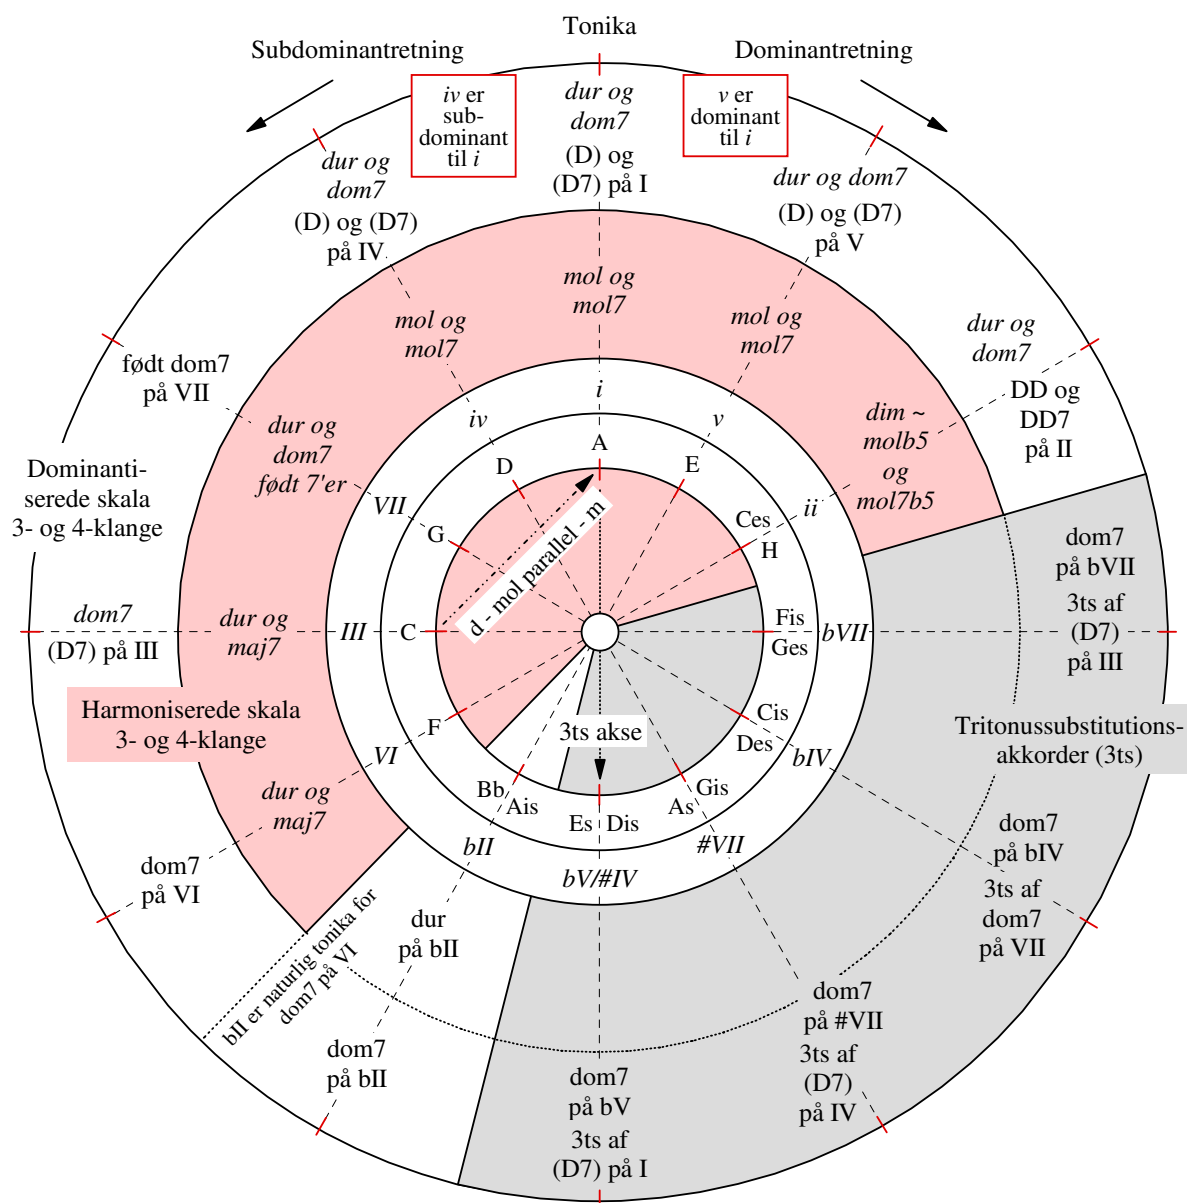 Tonika
Subdominantretning
Dominantretning
iv er
sub-
dominant
til i
dur og
dom7
(D) og
(D7) på I
v er
dominant
til i
dur og
dom7
(D) og (D7)
på IV
dur og dom7
(D) og (D7)
på V
mol og
mol7
mol og
mol7
mol og
mol7
dur og
dom7
DD og
DD7
på II
født dom7
på VII
dur og
dom7
født 7'er
dim ~
molb5
og
mol7b5
Dominanti-
serede skala
3- og 4-klange
i
iv
v
VII
ii
A
D
E
G
Ces
H
d - mol parallel - m
dom7
på bVII
3ts af
(D7)
på III
dom7
(D7) på III
dur og
maj7
III
C
Fis
Ges
bVII
Harmoniserede skala
3- og 4-klange
F
VI
3ts akse
Cis
Des
bIV
Tritonussubstitutions-
akkorder (3ts)
dur og
maj7
dom7
på VI
Bb
Ais
Es
Dis
Gis
As
bII
bV/#IV
#VII
dom7
på bIV
3ts af
dom7
på VII
bII er naturlig tonika for
dom7 på VI
dur
på bII
dom7
på bII
dom7
på #VII
3ts af
(D7)
på IV
dom7
på bV
3ts af
(D7) på I